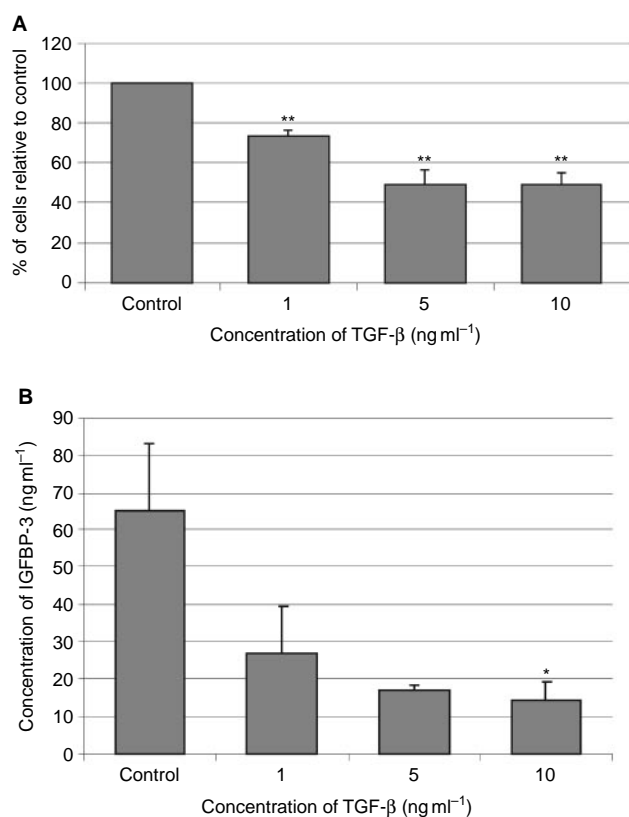 A
120
100
80
60
40
20
0
% of cells relative to control
**
**
**
Control 1 5 10
Concentration of TGF-β (ng ml⁻¹)
B
90
80
70
60
50
40
30
20
10
0
Concentration of IGFBP-3 (ng ml⁻¹)
*
Control 1 5 10
Concentration of TGF-β (ng ml⁻¹)